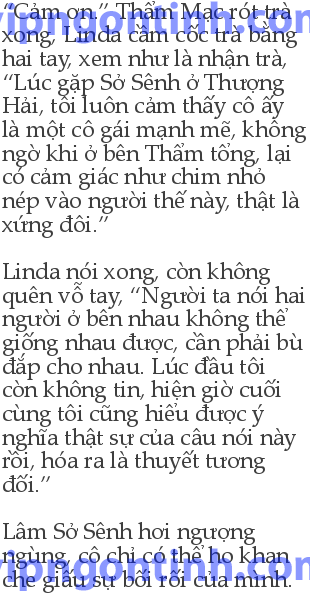 “Cảm ơn.” Thẩm Mạc rót trà
xong, Linda cầm cốc trà bằng
hai tay, xem như là nhận trà,
“Lúc gặp Sở Sênh ở Thượng
Hải, tôi luôn cảm thấy cô ấy
là một cô gái mạnh mẽ, không
ngờ khi ở bên Thẩm tổng, lại
có cảm giác như chim nhỏ
nép vào người thế này, thật là
xứng đôi.”
Linda nói xong, còn không
quên vỗ tay, “Người ta nói hai
người ở bên nhau không thể
giống nhau được, cần phải bù
đắp cho nhau. Lúc đầu tôi
còn không tin, hiện giờ cuối
cùng tôi cũng hiểu được ý
nghĩa thật sự của câu nói này
rồi, hóa ra là thuyết tương
đối.”
Lâm Sở Sênh hơi ngượng
ngùng, cô chỉ có thể ho khan
che giấu sự bối rối của mình.
vipngontinh.com
vipngontinh.com